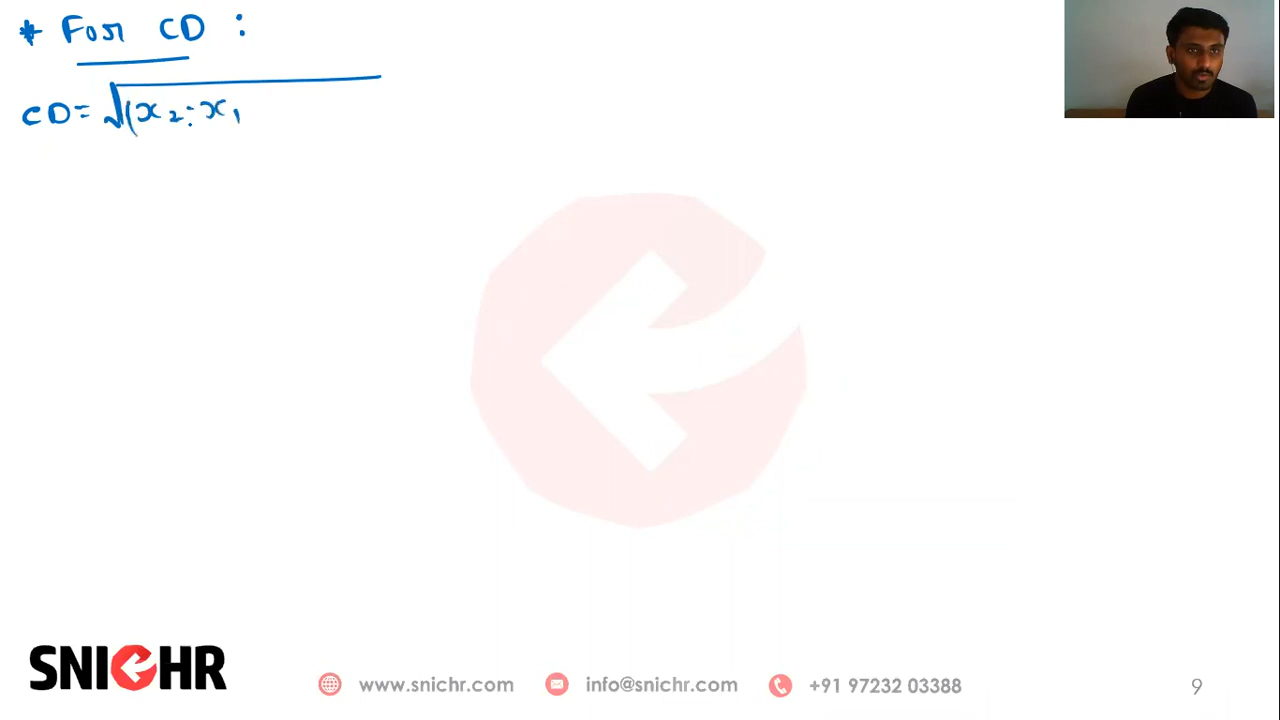 * For CD :
CD = √(x₂ - x₁
SNICHR
www.snichr.com
info@snichr.com
+91 97232 03388
9